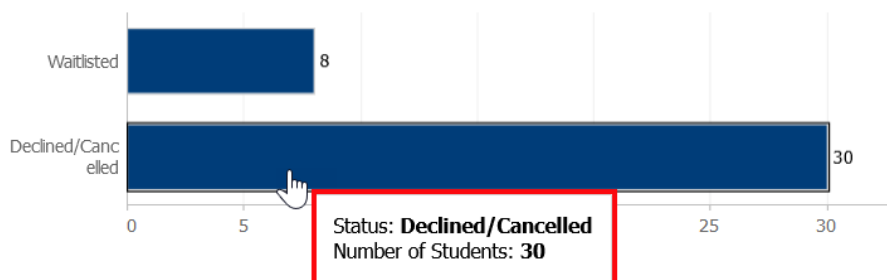 Waitlisted
8
Declined/Canc
elled
30
0
5
25
30
Status: Declined/Cancelled
Number of Students: 30